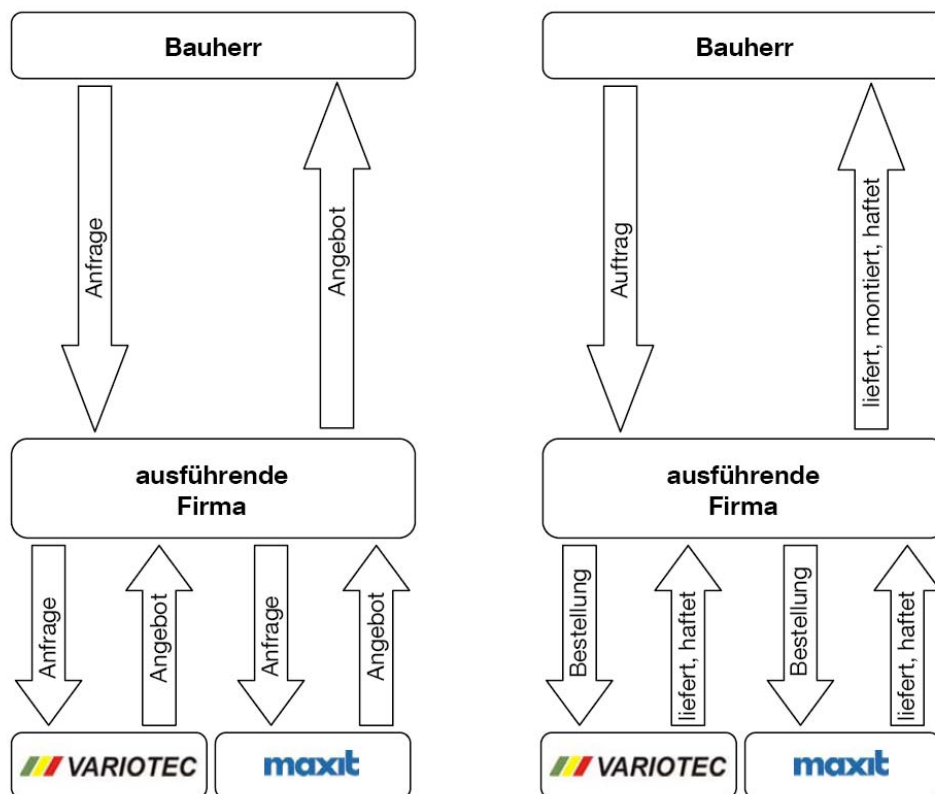 Bauherr
Anfrage
Angebot
ausführende
Firma
Anfrage
Angebot
Anfrage
Angebot
VARIOTEC
maxit
Bauherr
Auftrag
liefert, montiert, haftet
ausführende
Firma
Bestellung
liefert, haftet
Bestellung
liefert, haftet
VARIOTEC
maxit